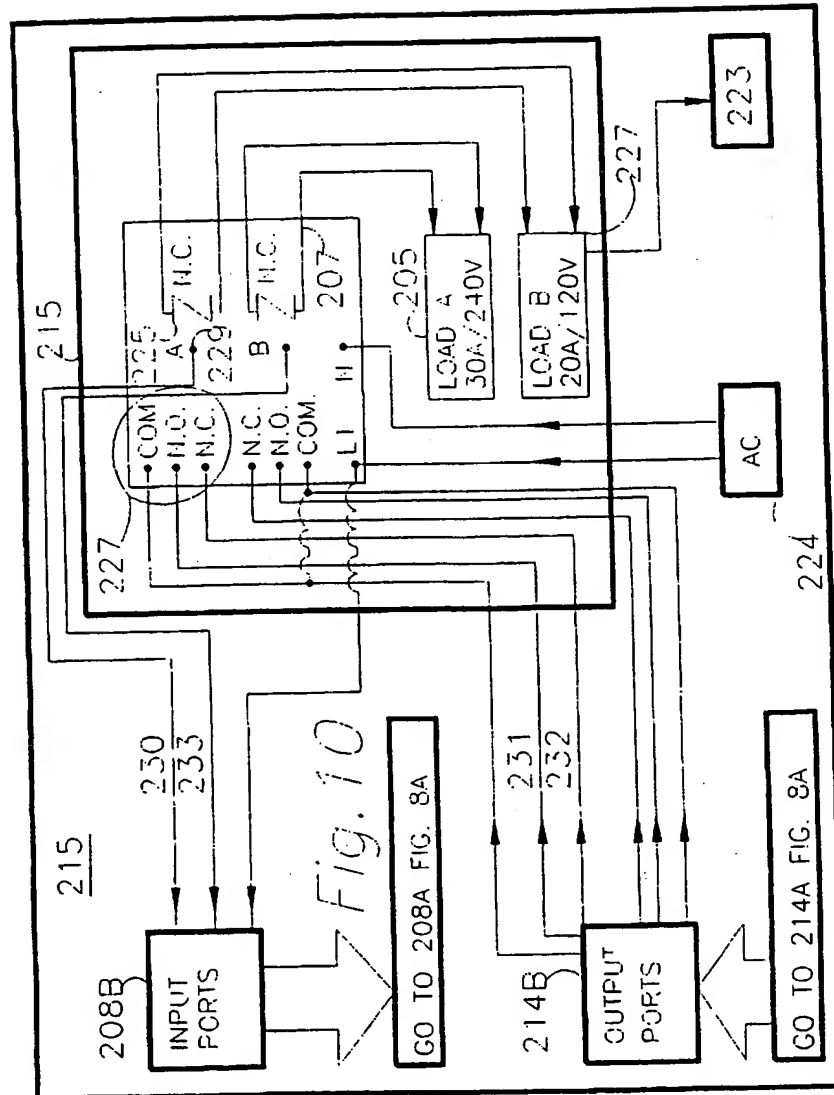 215
215
COM
N.O.
N.C.
N.C.
N.O.
COM.
L1
225
A
229
B
N
N.C.
N.C.
207
227
230
233
208B
INPUT
PORTS
GO TO 208A FIG. 8A
Fig. 10
231
232
214B
OUTPUT
PORTS
GO TO 214A FIG. 8A
205
LOAD A
30A/240V
LOAD B
20A/120V
227
223
AC
224